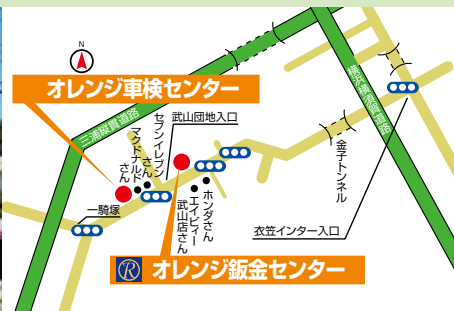 N
オレンジ車検センター
三浦縦貫道路
横浜横須賀道路
マクドナルド
さん
セブンイレブン
さん
武山団地入口
一騎塚
金子トンネル
衣笠インター入口
ホンダさん
エイビィー
武山店さん
R オレンジ鈑金センター